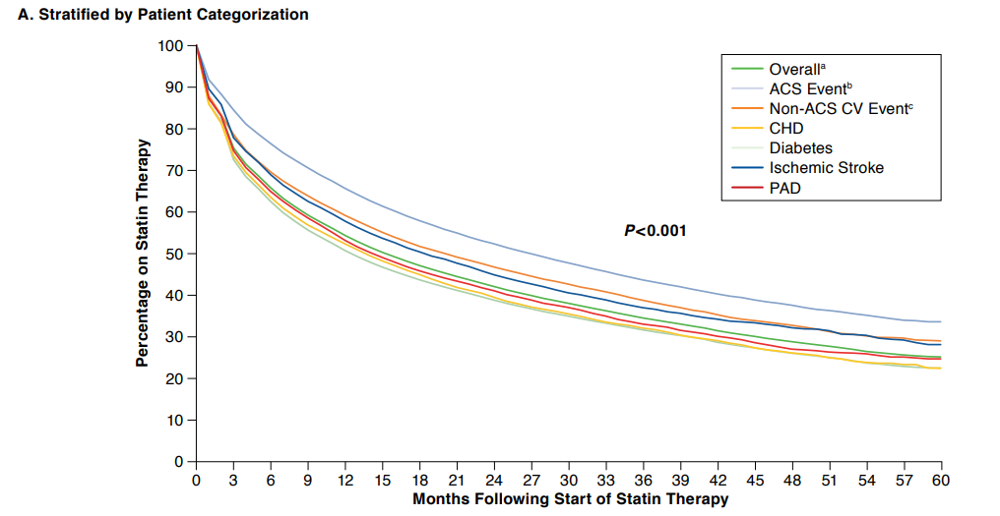 A. Stratified by Patient Categorization
100
90
80
70
60
50
40
30
20
10
0
Percentage on Statin Therapy
Overallᵃ
ACS Eventᵇ
Non-ACS CV Eventᶜ
CHD
Diabetes
Ischemic Stroke
PAD
P<0.001
0 3 6 9 12 15 18 21 24 27 30 33 36 39 42 45 48 51 54 57 60
Months Following Start of Statin Therapy